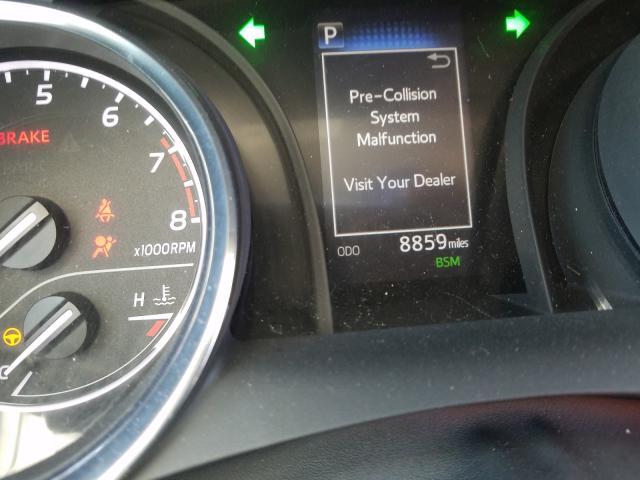 P
Pre-Collision
System
Malfunction
Visit Your Dealer
ODO 8859 miles
BSM
5
6
7
8
x1000RPM
BRAKE
H
C